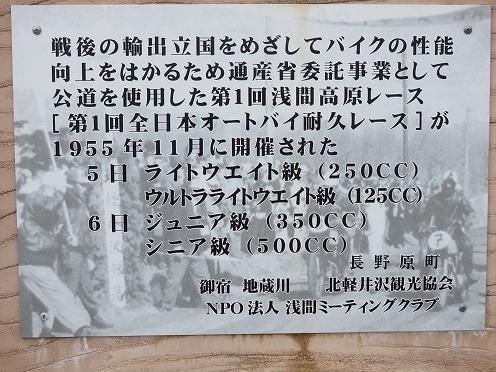 戦後の輸出立国をめざしてバイクの性能
向上をはかるため通産省委託事業として
公道を使用した第1回浅間高原レース
[第1回全日本オートバイ耐久レース]が
1955年11月に開催された
5日 ライトウエイト級(250CC)
ウルトラライトウエイト級(125CC)
6日 ジュニア級(350CC)
シニア級(500CC)
長野原町
御宿 地蔵川 北軽井沢観光協会
NPO法人 浅間ミーティングクラブ
7